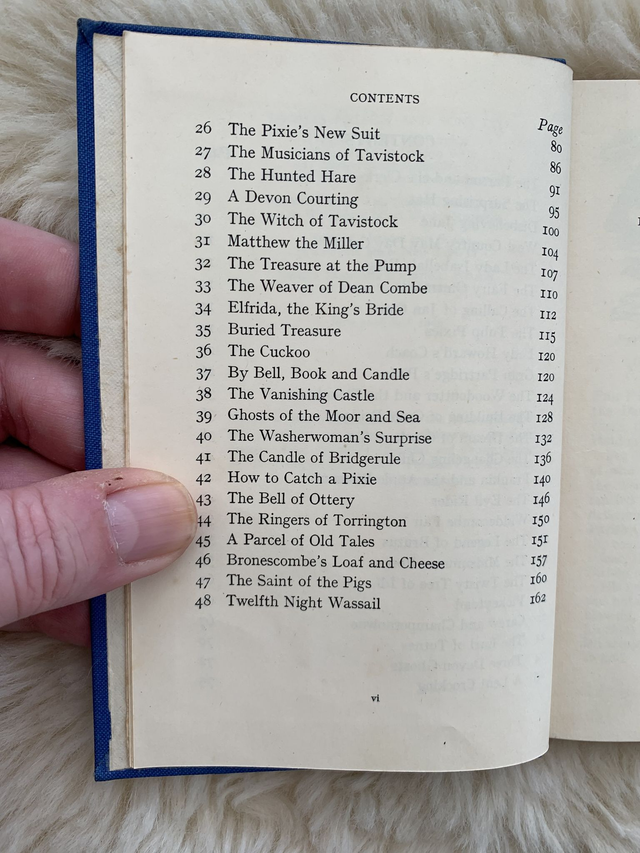 CONTENTS
Page
26 The Pixie's New Suit 80
27 The Musicians of Tavistock 86
28 The Hunted Hare 91
29 A Devon Courting 95
30 The Witch of Tavistock 100
31 Matthew the Miller 104
32 The Treasure at the Pump 107
33 The Weaver of Dean Combe 110
34 Elfrida, the King's Bride 112
35 Buried Treasure 115
36 The Cuckoo 120
37 By Bell, Book and Candle 120
38 The Vanishing Castle 124
39 Ghosts of the Moor and Sea 128
40 The Washerwoman's Surprise 132
41 The Candle of Bridgerule 136
42 How to Catch a Pixie 140
43 The Bell of Ottery 146
44 The Ringers of Torrington 150
45 A Parcel of Old Tales 151
46 Bronescombe's Loaf and Cheese 157
47 The Saint of the Pigs 160
48 Twelfth Night Wassail 162
vi